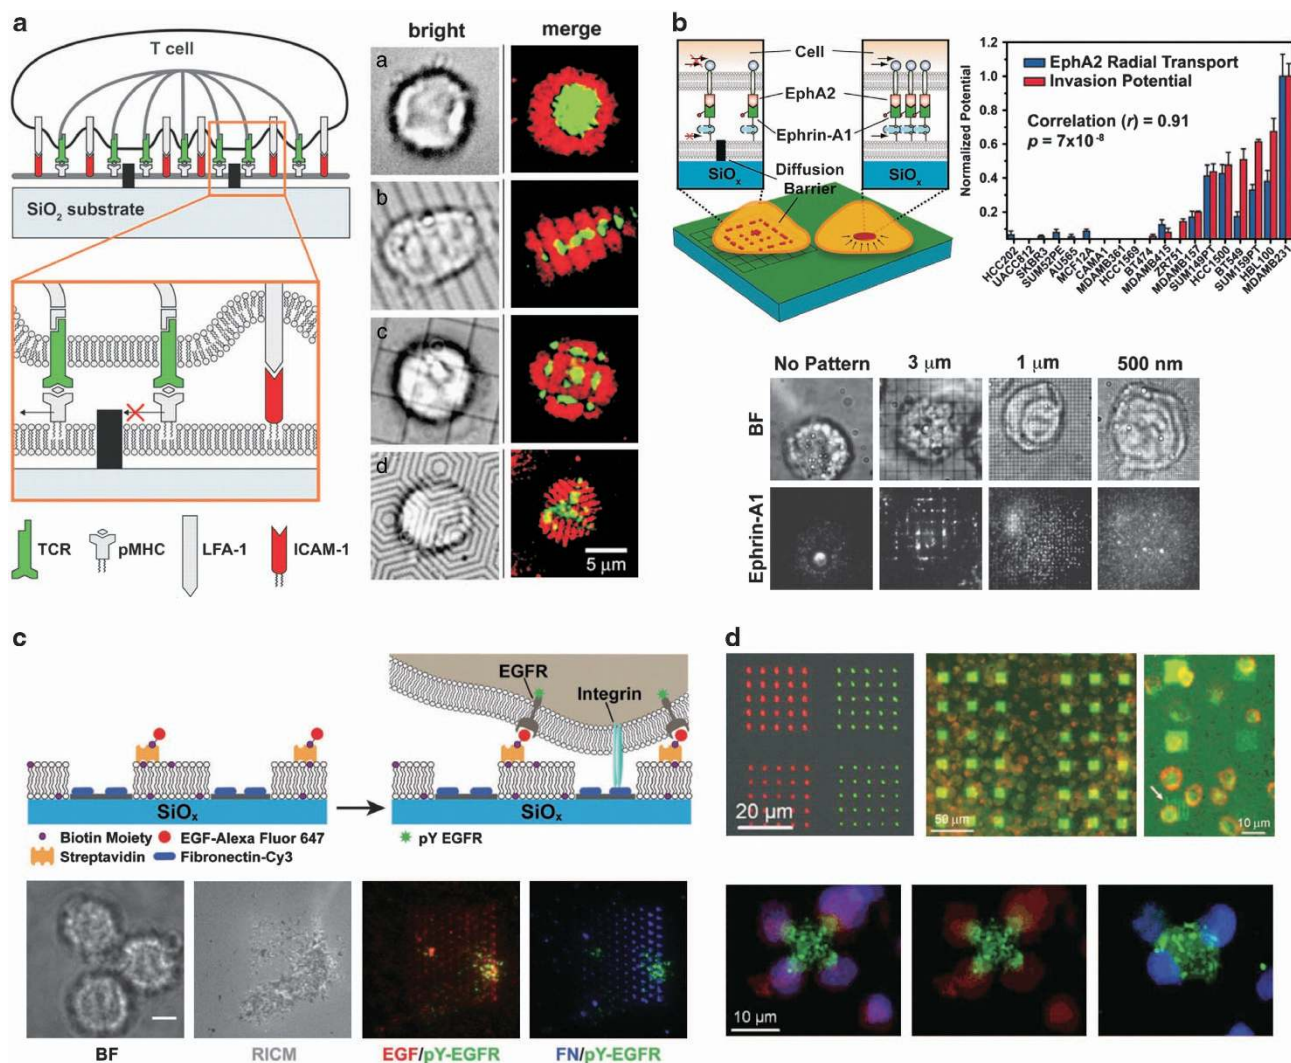 a
T cell
SiO₂ substrate
TCR
pMHC
LFA-1
ICAM-1
bright
merge
a
b
c
d
5 μm
b
Cell
EphA2
Ephrin-A1
Diffusion
Barrier
SiOₓ
SiOₓ
Normalized Potential
1.2
1.0
0.8
0.6
0.4
0.2
EphA2 Radial Transport
Invasion Potential
Correlation (r) = 0.91
p = 7x10⁻⁸
HCC202
UACC812
SKBR3
SUM52PE
AU565
MCF12A
CAMA1
MDAMB361
HCC1569
BT474
MDAMB415
ZR751
MDAMB157
SUM159PT
HCC1500
BT549
SUM159PT
HBL100
MDAMB231
No Pattern
3 μm
1 μm
500 nm
BF
Ephrin-A1
c
EGFR
Integrin
SiOₓ
SiOₓ
Biotin Moiety
EGF-Alexa Fluor 647
pY EGFR
Streptavidin
Fibronectin-Cy3
BF
RICM
EGF/pY-EGFR
FN/pY-EGFR
d
20 μm
50 μm
10 μm
10 μm